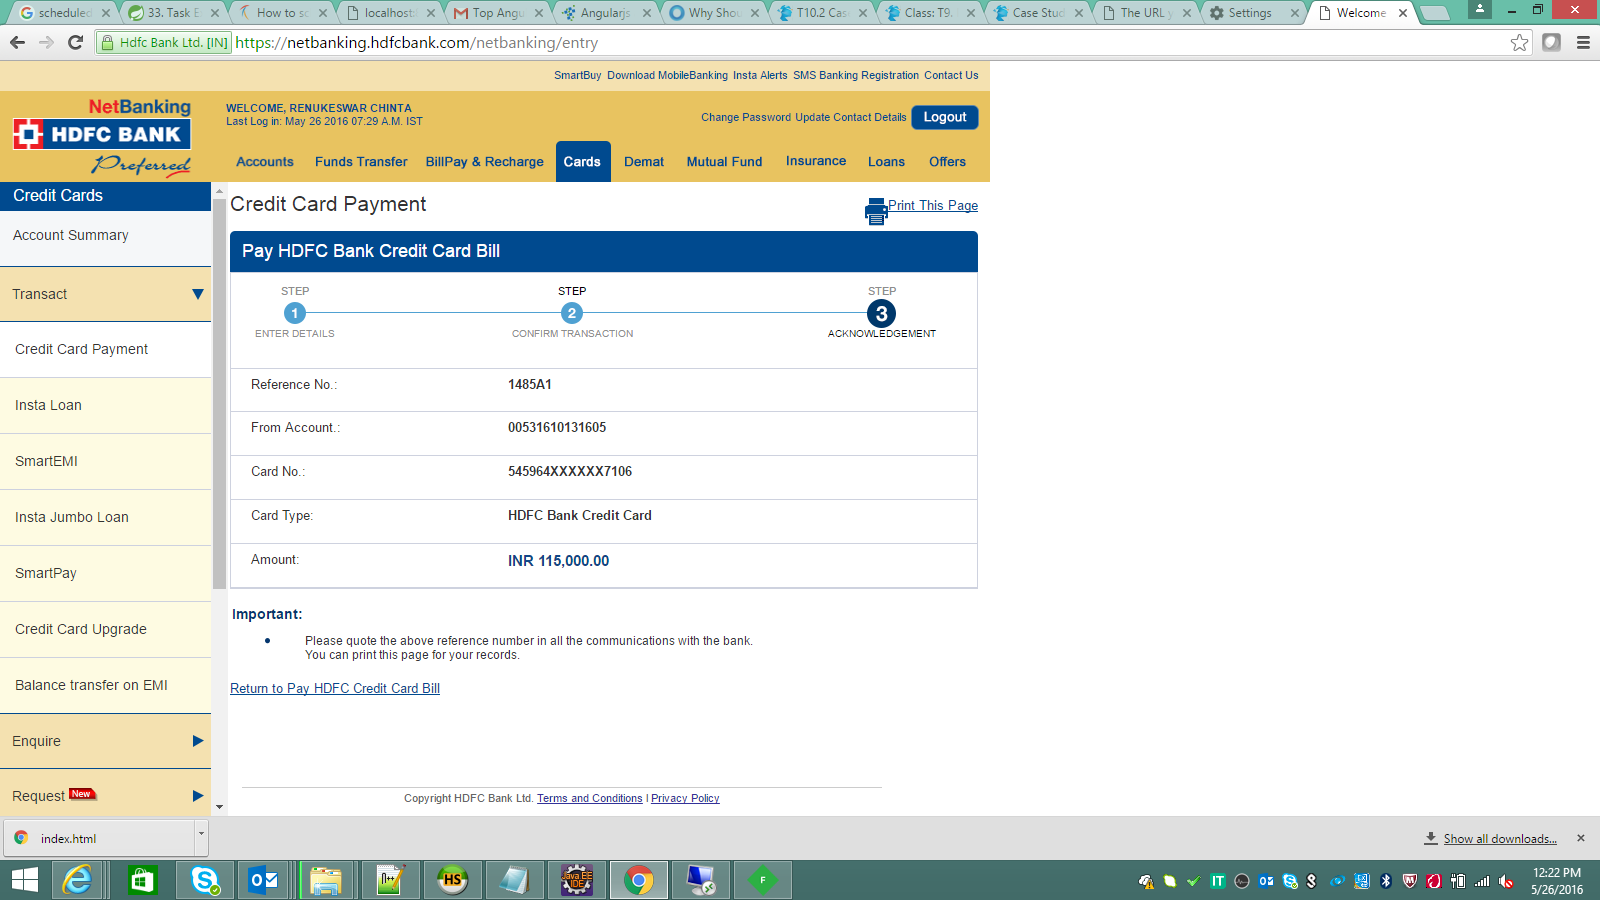 scheduled
33. Task E
How to sc
localhost:
Top Angu
Angularjs
Why Shou
T10.2 Cas
Class: T9.
Case Stud
The URL y
Settings
Welcome
Hdfc Bank Ltd. [IN] https://netbanking.hdfcbank.com/netbanking/entry
SmartBuy Download MobileBanking Insta Alerts SMS Banking Registration Contact Us
NetBanking
HDFC BANK
Preferred
WELCOME, RENUKESWAR CHINTA
Last Log in: May 26 2016 07:29 A.M. IST
Change Password Update Contact Details Logout
Accounts Funds Transfer BillPay & Recharge Cards Demat Mutual Fund Insurance Loans Offers
Credit Cards
Account Summary
Transact
Credit Card Payment
Insta Loan
SmartEMI
Insta Jumbo Loan
SmartPay
Credit Card Upgrade
Balance transfer on EMI
Enquire
Request New
Credit Card Payment
Print This Page
Pay HDFC Bank Credit Card Bill
STEP STEP STEP
1 2 3
ENTER DETAILS CONFIRM TRANSACTION ACKNOWLEDGEMENT
Reference No.: 1485A1
From Account.: 00531610131605
Card No.: 545964XXXXXX7106
Card Type: HDFC Bank Credit Card
Amount: INR 115,000.00
Important:
Please quote the above reference number in all the communications with the bank.
You can print this page for your records.
Return to Pay HDFC Credit Card Bill
Copyright HDFC Bank Ltd. Terms and Conditions | Privacy Policy
index.html
Show all downloads...
HS
Java EE
IDE
F
IT
12:22 PM
5/26/2016